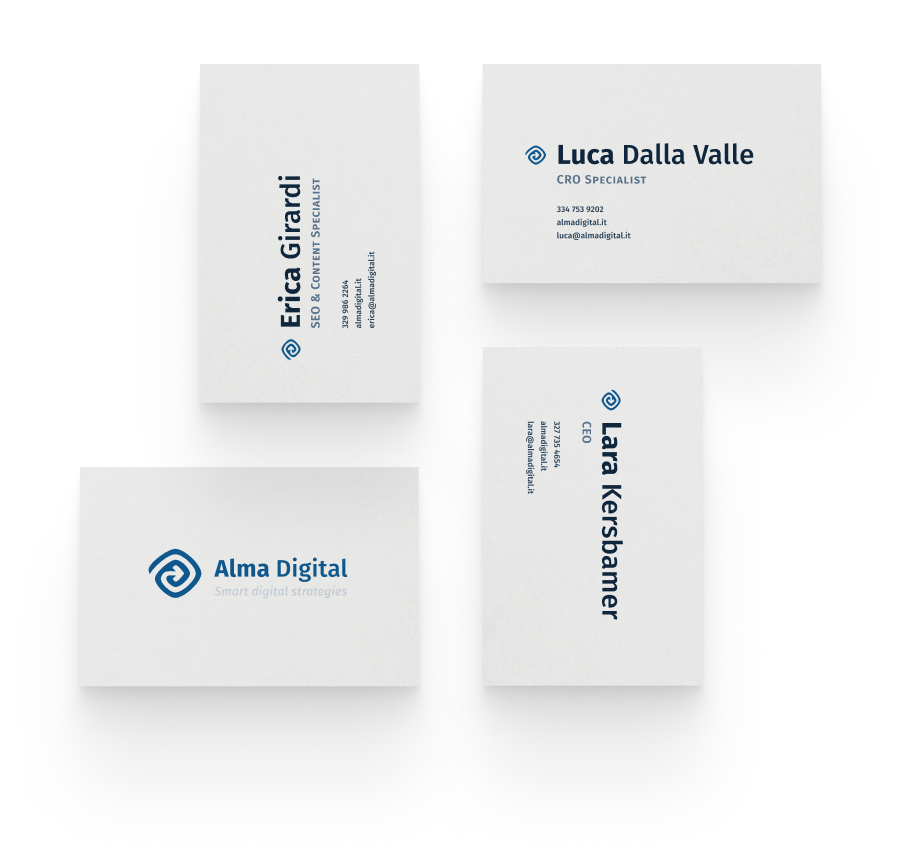 Erica Girardi
SEO & Content Specialist
329 986 2264
almadigital.it
erica@almadigital.it
Luca Dalla Valle
CRO Specialist
334 753 9202
almadigital.it
luca@almadigital.it
Alma Digital
Smart digital strategies
Lara Kersbamer
CEO
327 735 4654
almadigital.it
lara@almadigital.it